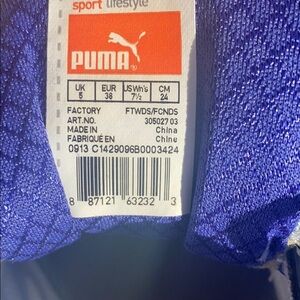 sport lifestyle
PUMA®
UK EUR US Wn's CM
5 38 7½ 24
FACTORY FTWDS/FCNDS
ART.NO. 305027 03
MADE IN China
FABRIQUÉ EN Chine
0913 C1429096B0003424
8 87121 63232 3